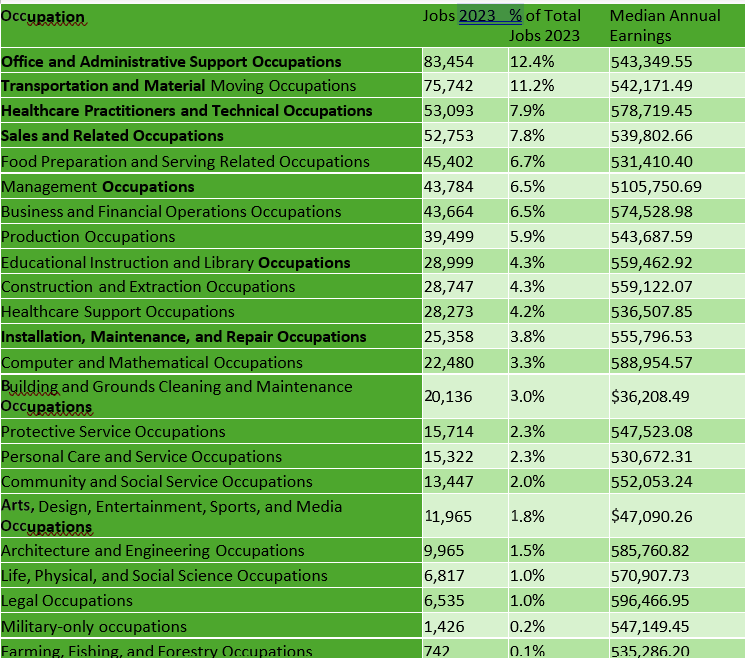 Occupation Jobs 2023 % of Total Jobs 2023 Median Annual Earnings
Office and Administrative Support Occupations 83,454 12.4% 543,349.55
Transportation and Material Moving Occupations 75,742 11.2% 542,171.49
Healthcare Practitioners and Technical Occupations 53,093 7.9% 578,719.45
Sales and Related Occupations 52,753 7.8% 539,802.66
Food Preparation and Serving Related Occupations 45,402 6.7% 531,410.40
Management Occupations 43,784 6.5% 5105,750.69
Business and Financial Operations Occupations 43,664 6.5% 574,528.98
Production Occupations 39,499 5.9% 543,687.59
Educational Instruction and Library Occupations 28,999 4.3% 559,462.92
Construction and Extraction Occupations 28,747 4.3% 559,122.07
Healthcare Support Occupations 28,273 4.2% 536,507.85
Installation, Maintenance, and Repair Occupations 25,358 3.8% 555,796.53
Computer and Mathematical Occupations 22,480 3.3% 588,954.57
Building and Grounds Cleaning and Maintenance Occupations 20,136 3.0% $36,208.49
Protective Service Occupations 15,714 2.3% 547,523.08
Personal Care and Service Occupations 15,322 2.3% 530,672.31
Community and Social Service Occupations 13,447 2.0% 552,053.24
Arts, Design, Entertainment, Sports, and Media Occupations 11,965 1.8% $47,090.26
Architecture and Engineering Occupations 9,965 1.5% 585,760.82
Life, Physical, and Social Science Occupations 6,817 1.0% 570,907.73
Legal Occupations 6,535 1.0% 596,466.95
Military-only occupations 1,426 0.2% 547,149.45
Farming, Fishing, and Forestry Occupations 742 0.1% 535,286.20